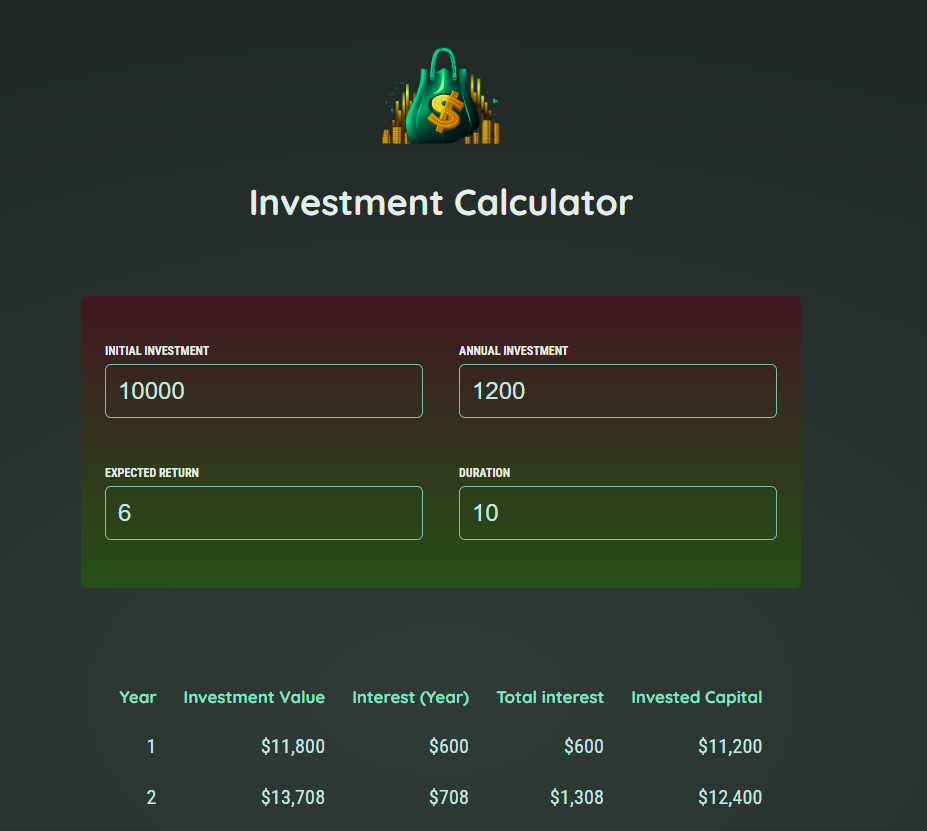 $
Investment Calculator
INITIAL INVESTMENT ANNUAL INVESTMENT
10000 1200
EXPECTED RETURN DURATION
6 10
Year Investment Value Interest (Year) Total interest Invested Capital
1 $11,800 $600 $600 $11,200
2 $13,708 $708 $1,308 $12,400